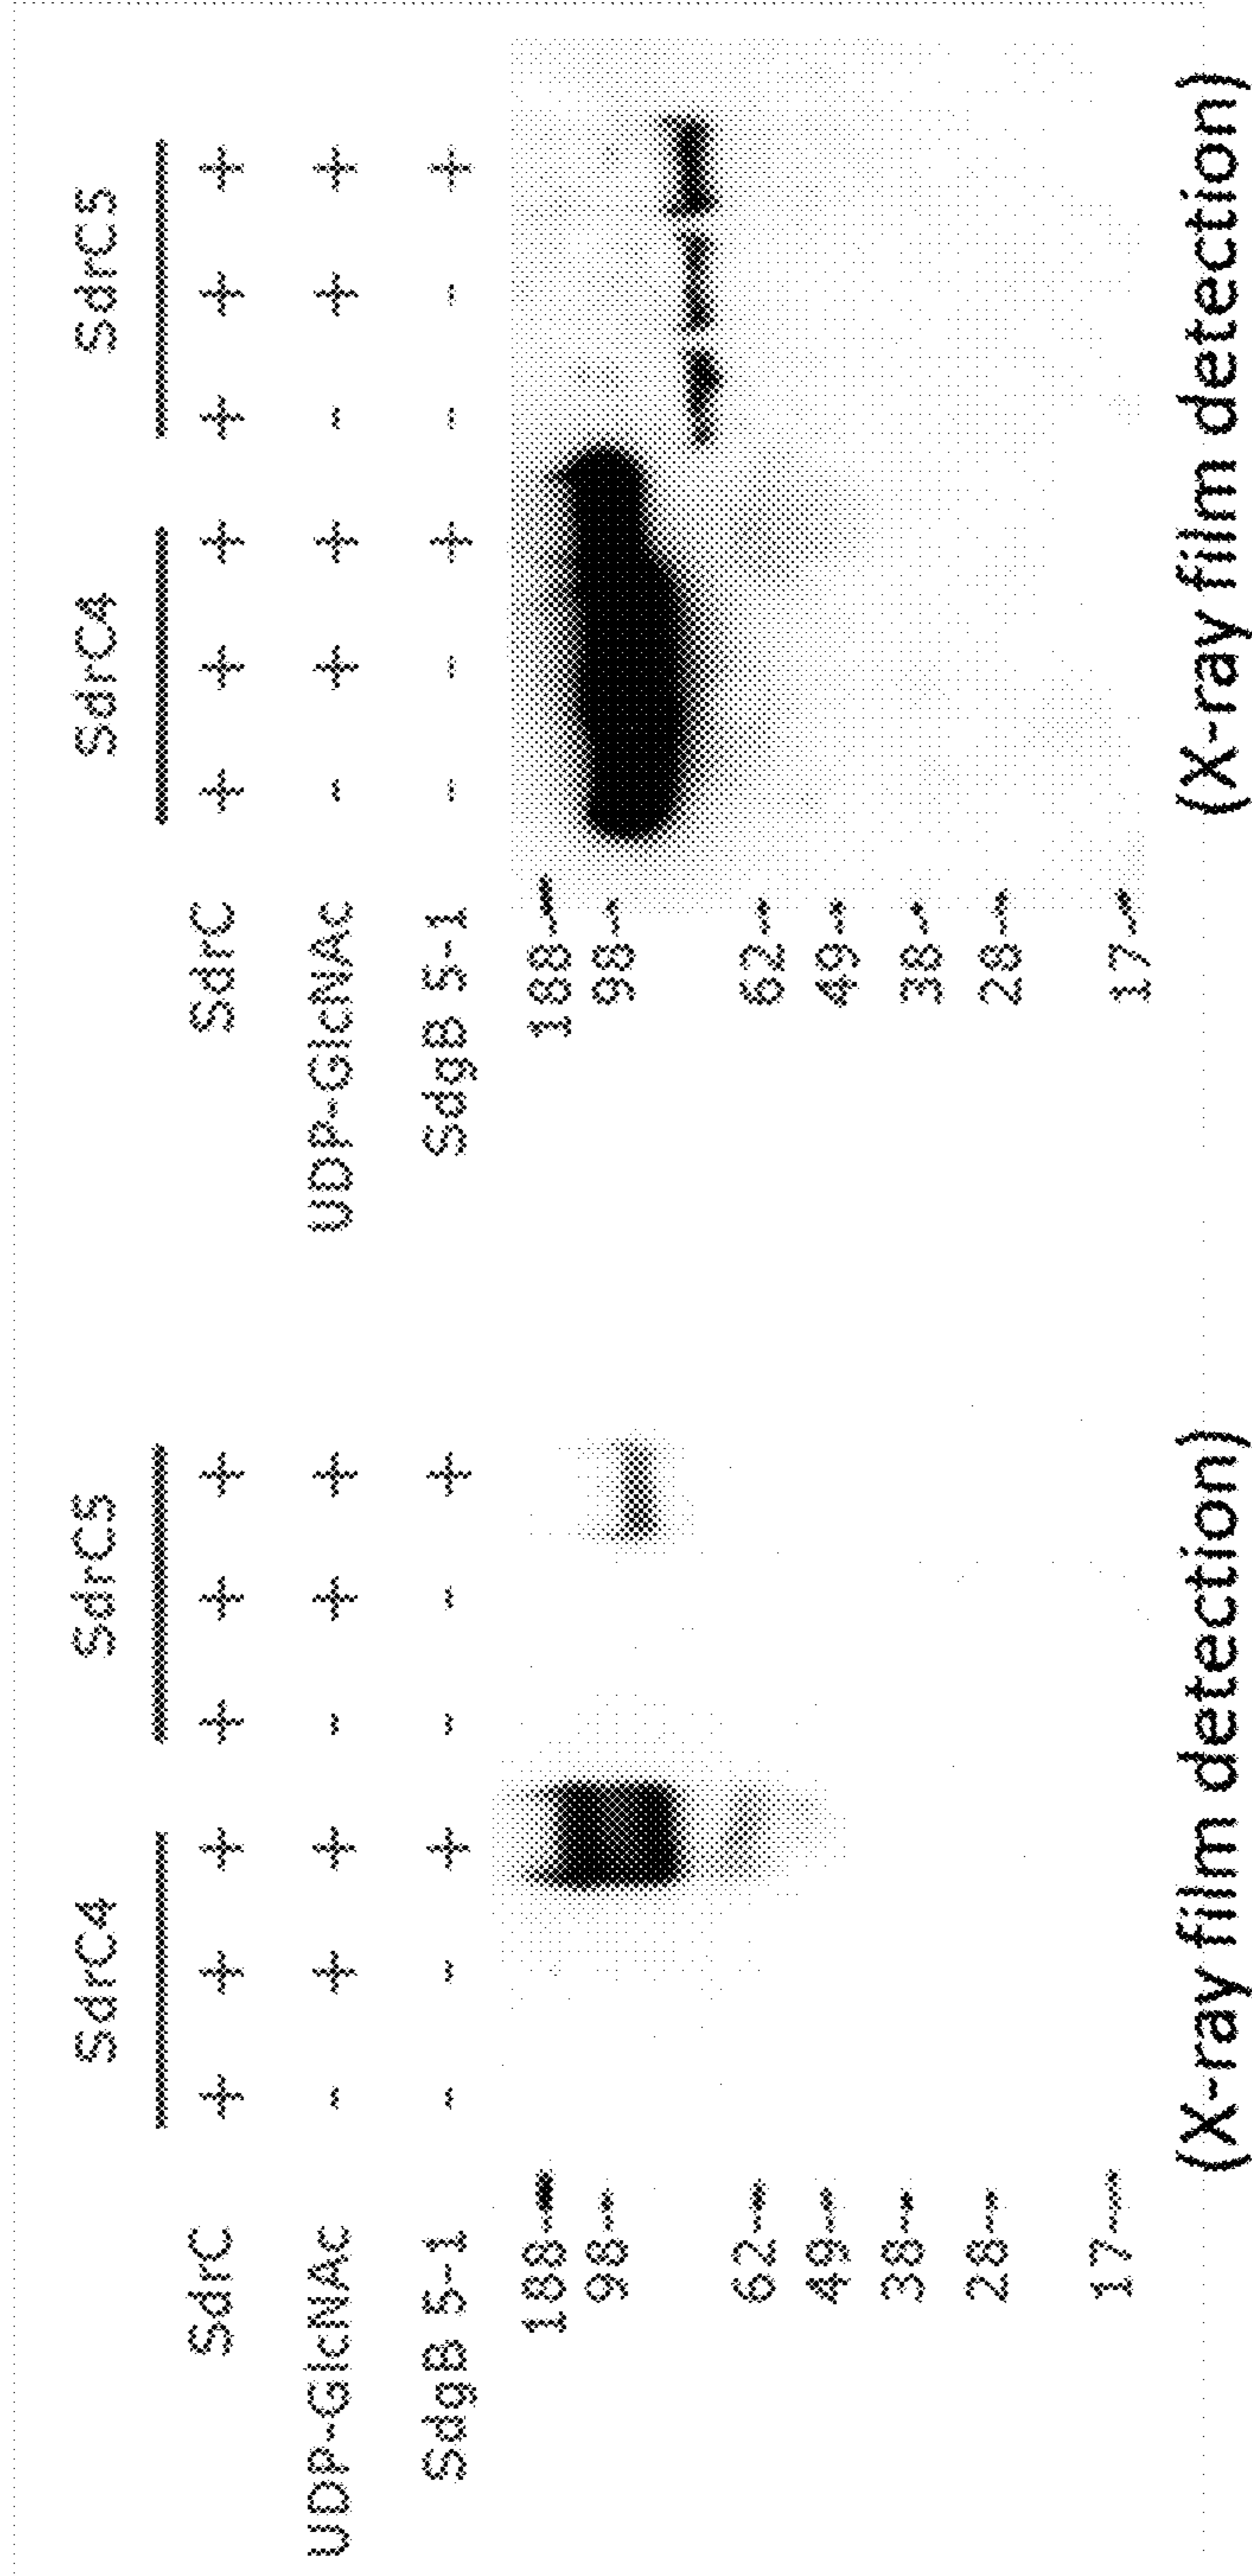 SdrC4 SdrC5
SdrC + + + + + +
UDP-GlcNAc - + + - + +
SdgB 5-1 - - + - - +
188
98
62
49
38
28
17
(X-ray film detection)
SdrC4 SdrC5
SdrC + + + + + +
UDP-GlcNAc - + + - + +
SdgB 5-1 - - + - - +
188
98
62
49
38
28
17
(X-ray film detection)